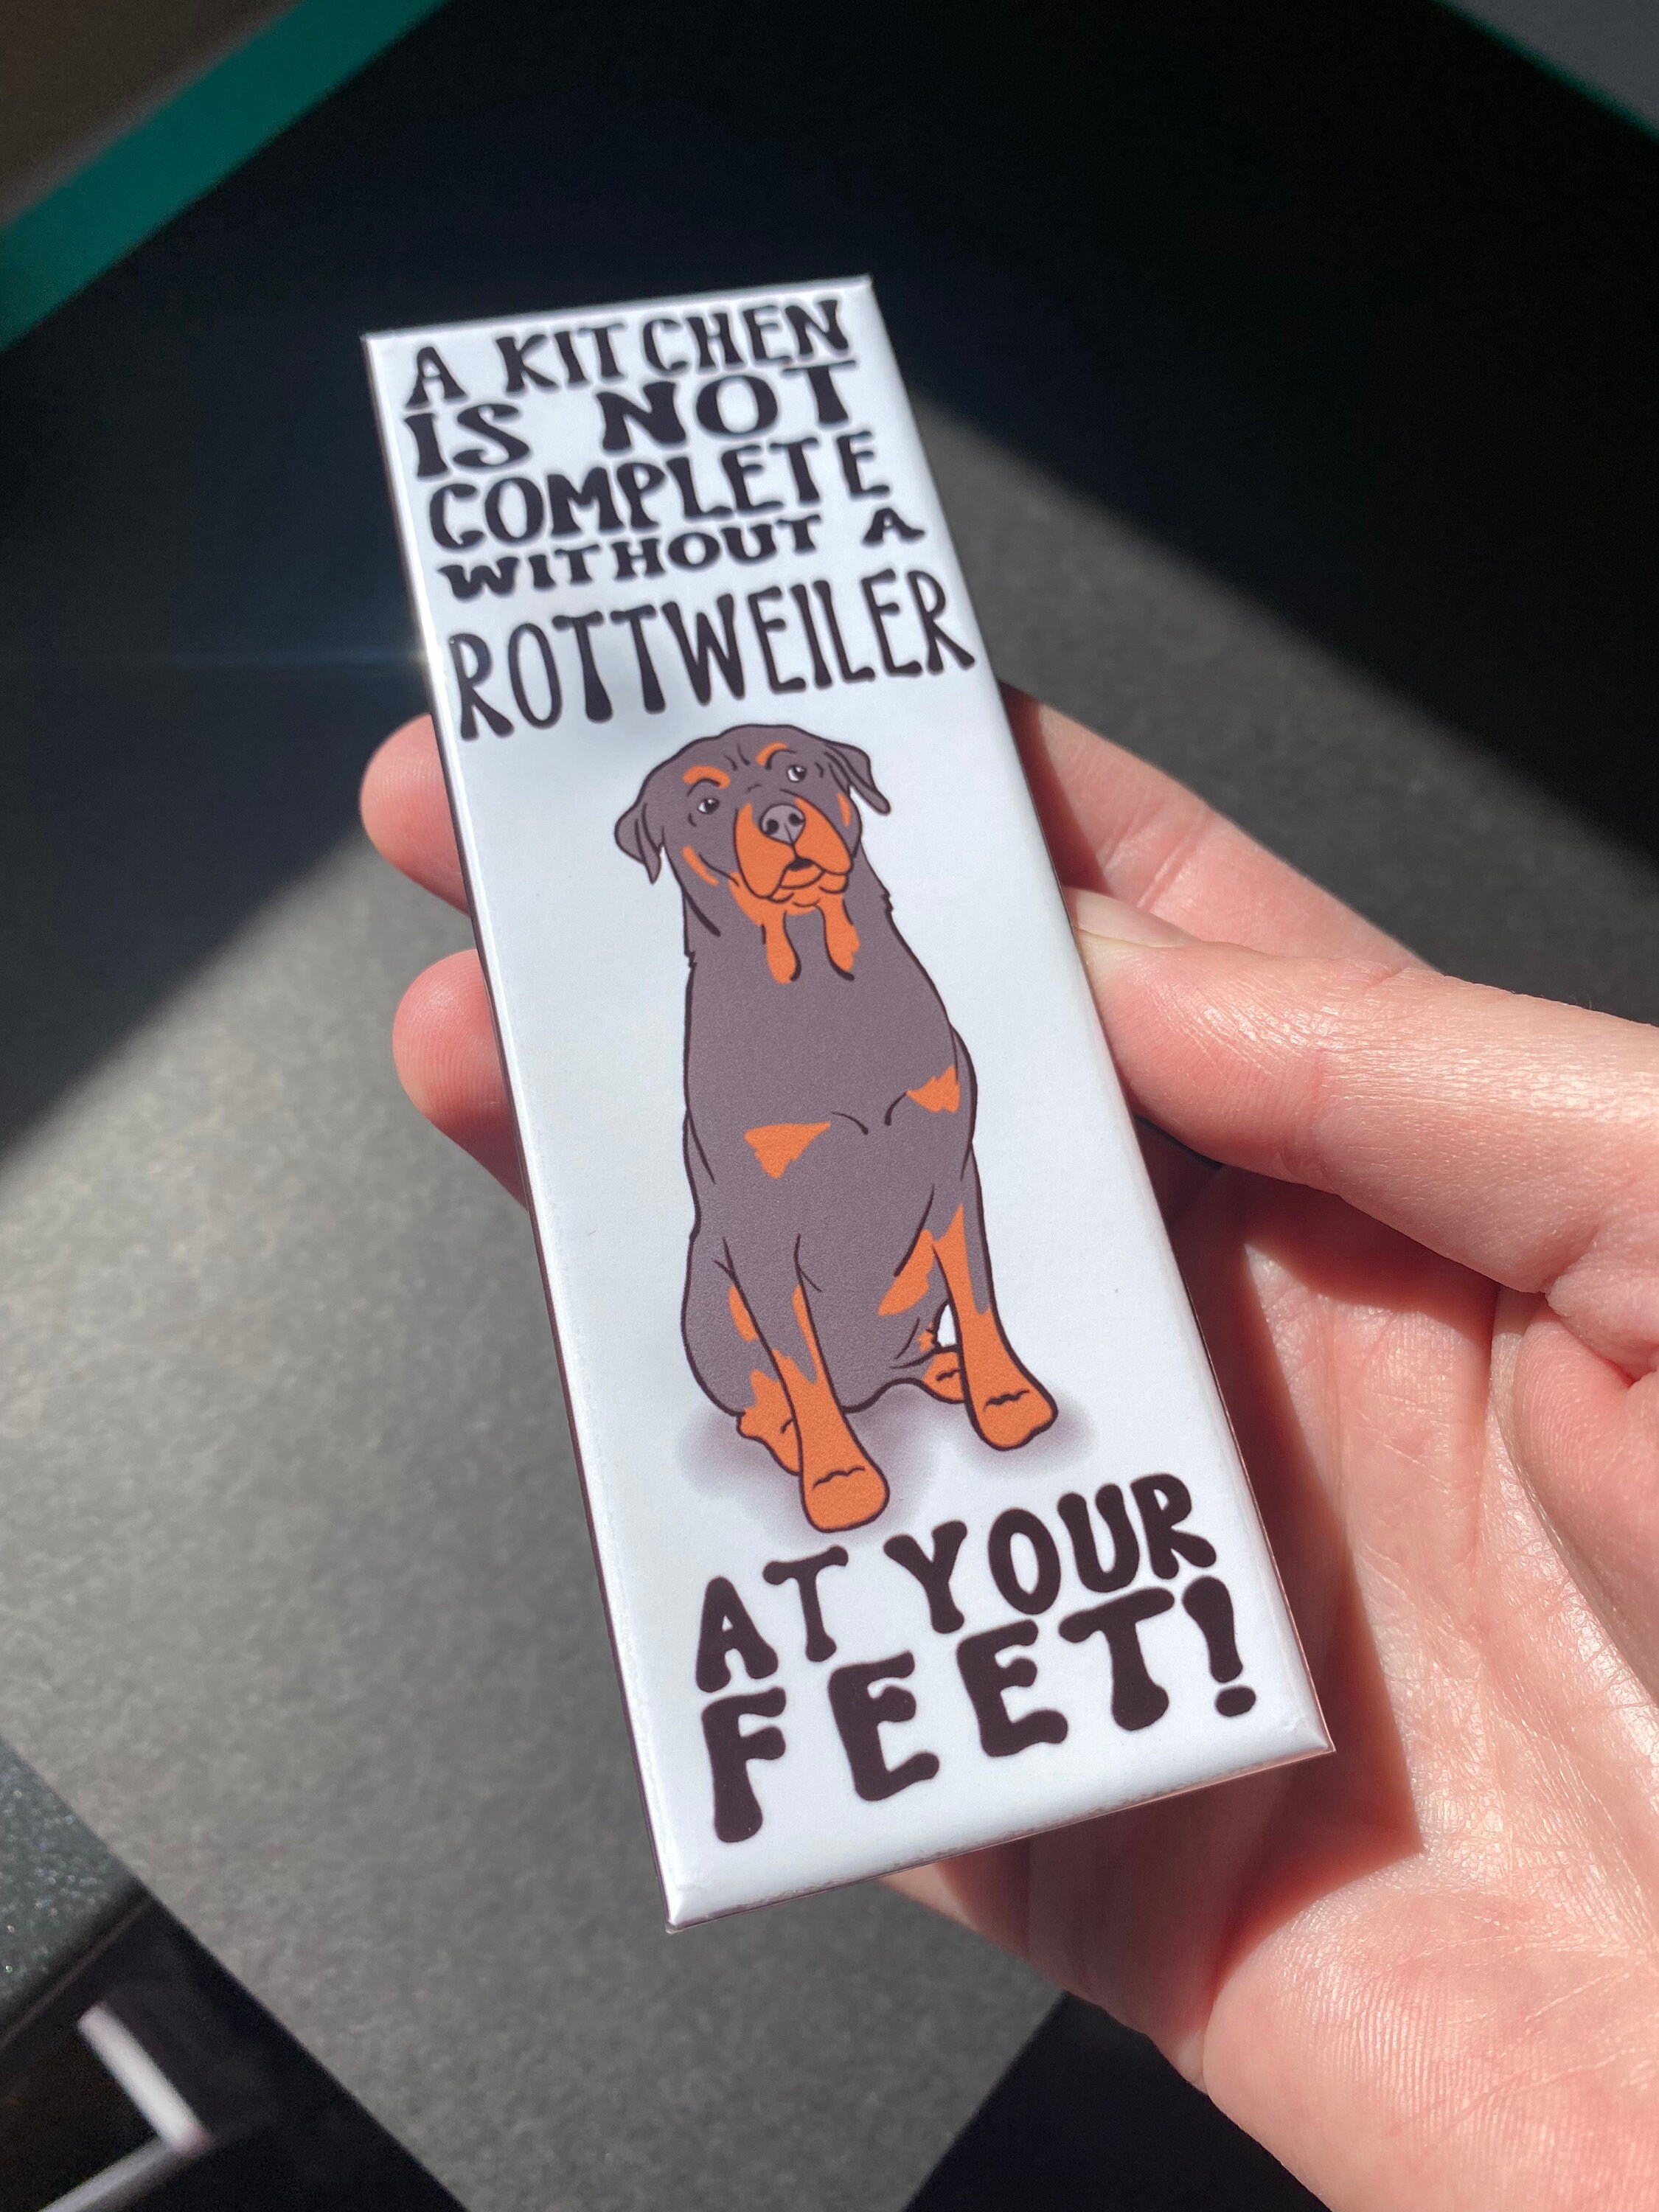 A KITCHEN
IS NOT
COMPLETE
WITHOUT A
ROTTWEILER
AT YOUR
FEET!